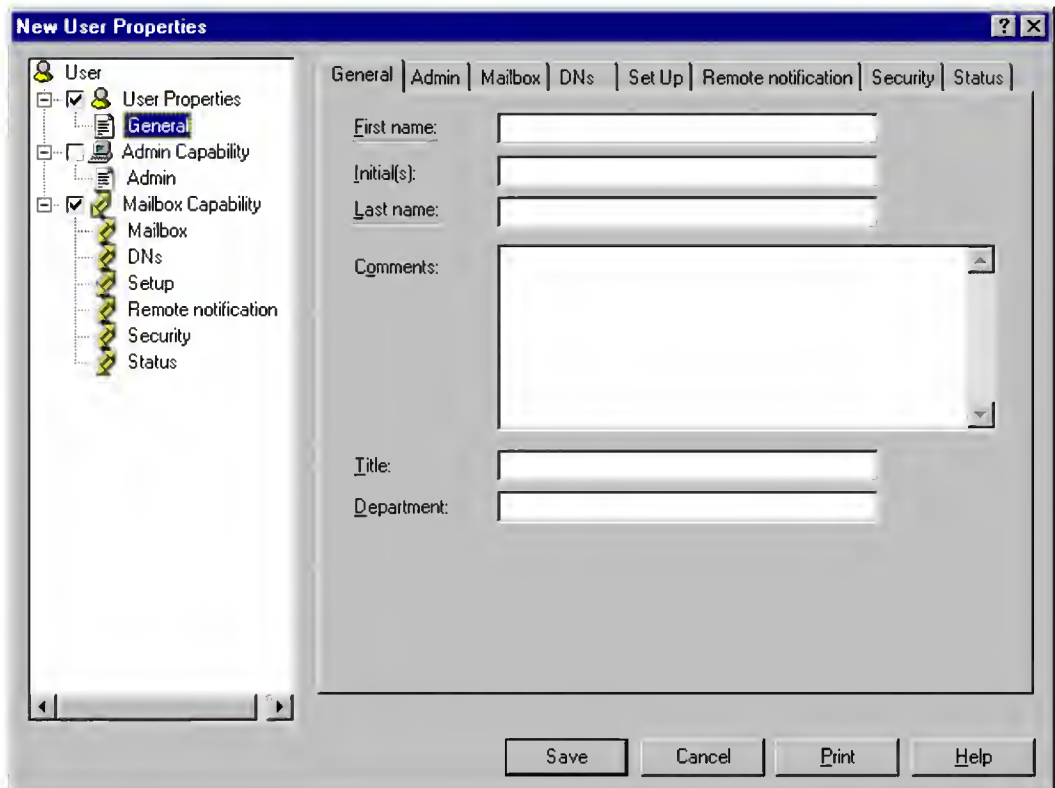 New User Properties
User
User Properties
General
Admin Capability
Admin
Mailbox Capability
Mailbox
DNs
Setup
Remote notification
Security
Status
General Admin Mailbox DNs Set Up Remote notification Security Status
First name:
Initial(s):
Last name:
Comments:
Title:
Department:
Save Cancel Print Help